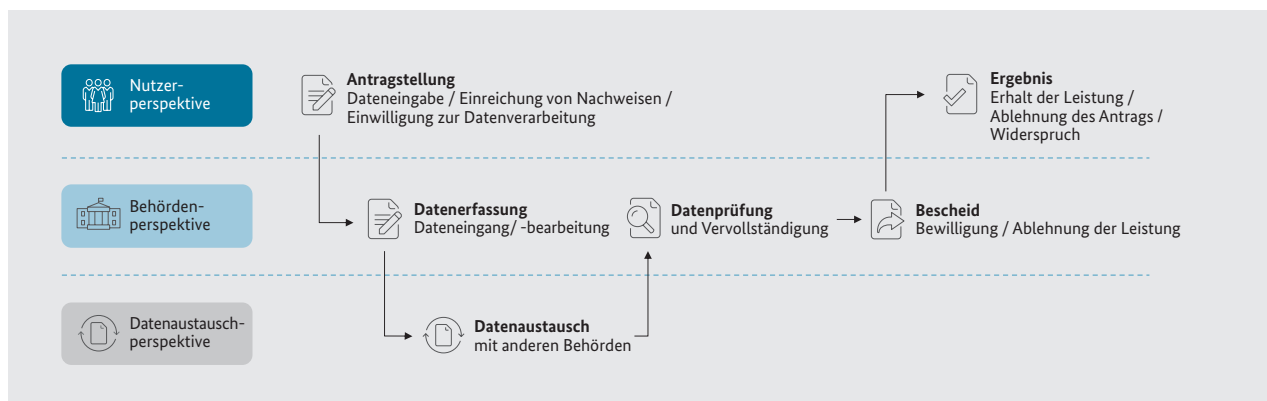 Nutzer-
perspektive
Antragstellung
Dateneingabe / Einreichung von Nachweisen /
Einwilligung zur Datenverarbeitung
Ergebnis
Erhalt der Leistung /
Ablehnung des Antrags /
Widerspruch
Behörden-
perspektive
Datenerfassung
Dateneingang/ -bearbeitung
Datenprüfung
und Vervollständigung
Bescheid
Bewilligung / Ablehnung der Leistung
Datenaustausch-
perspektive
Datenaustausch
mit anderen Behörden